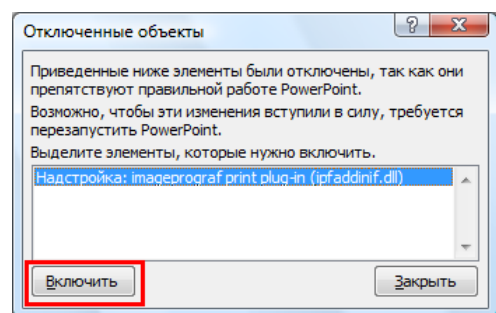 Отключенные объекты
Приведенные ниже элементы были отключены, так как они
препятствуют правильной работе PowerPoint.
Возможно, чтобы эти изменения вступили в силу, требуется
перезапустить PowerPoint.
Выделите элементы, которые нужно включить.
Надстройка: imageprograf print plug-in (ipfaddinif.dll)
Включить Закрыть